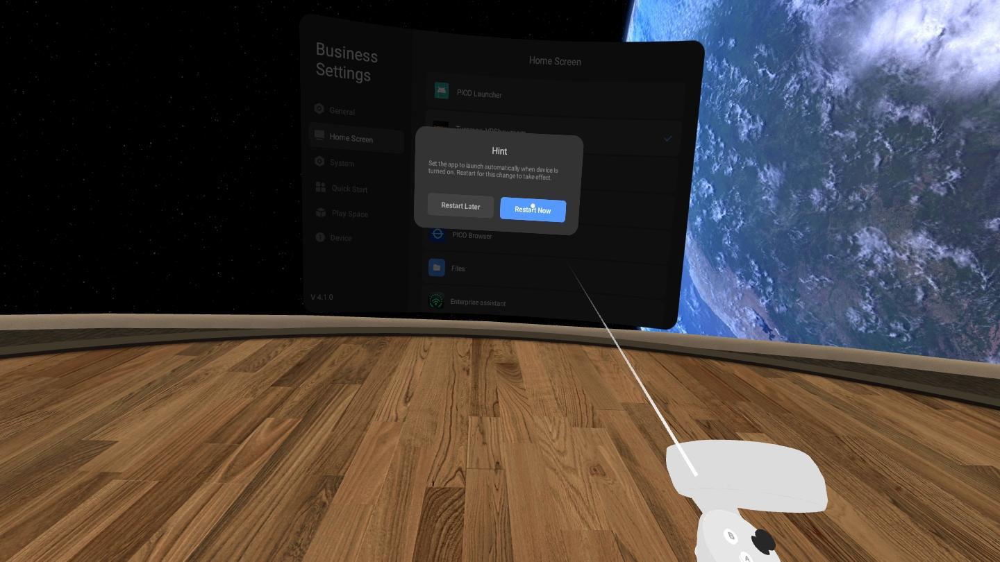 Business
Settings
Home Screen
General
Home Screen
System
Quick Start
Play Space
Device
V 4.1.0
PICO Launcher
Hint
Set the app to launch automatically when device is
turned on. Restart for this change to take effect.
Restart Later
Restart Now
PICO Browser
Files
Enterprise assistant
B
A